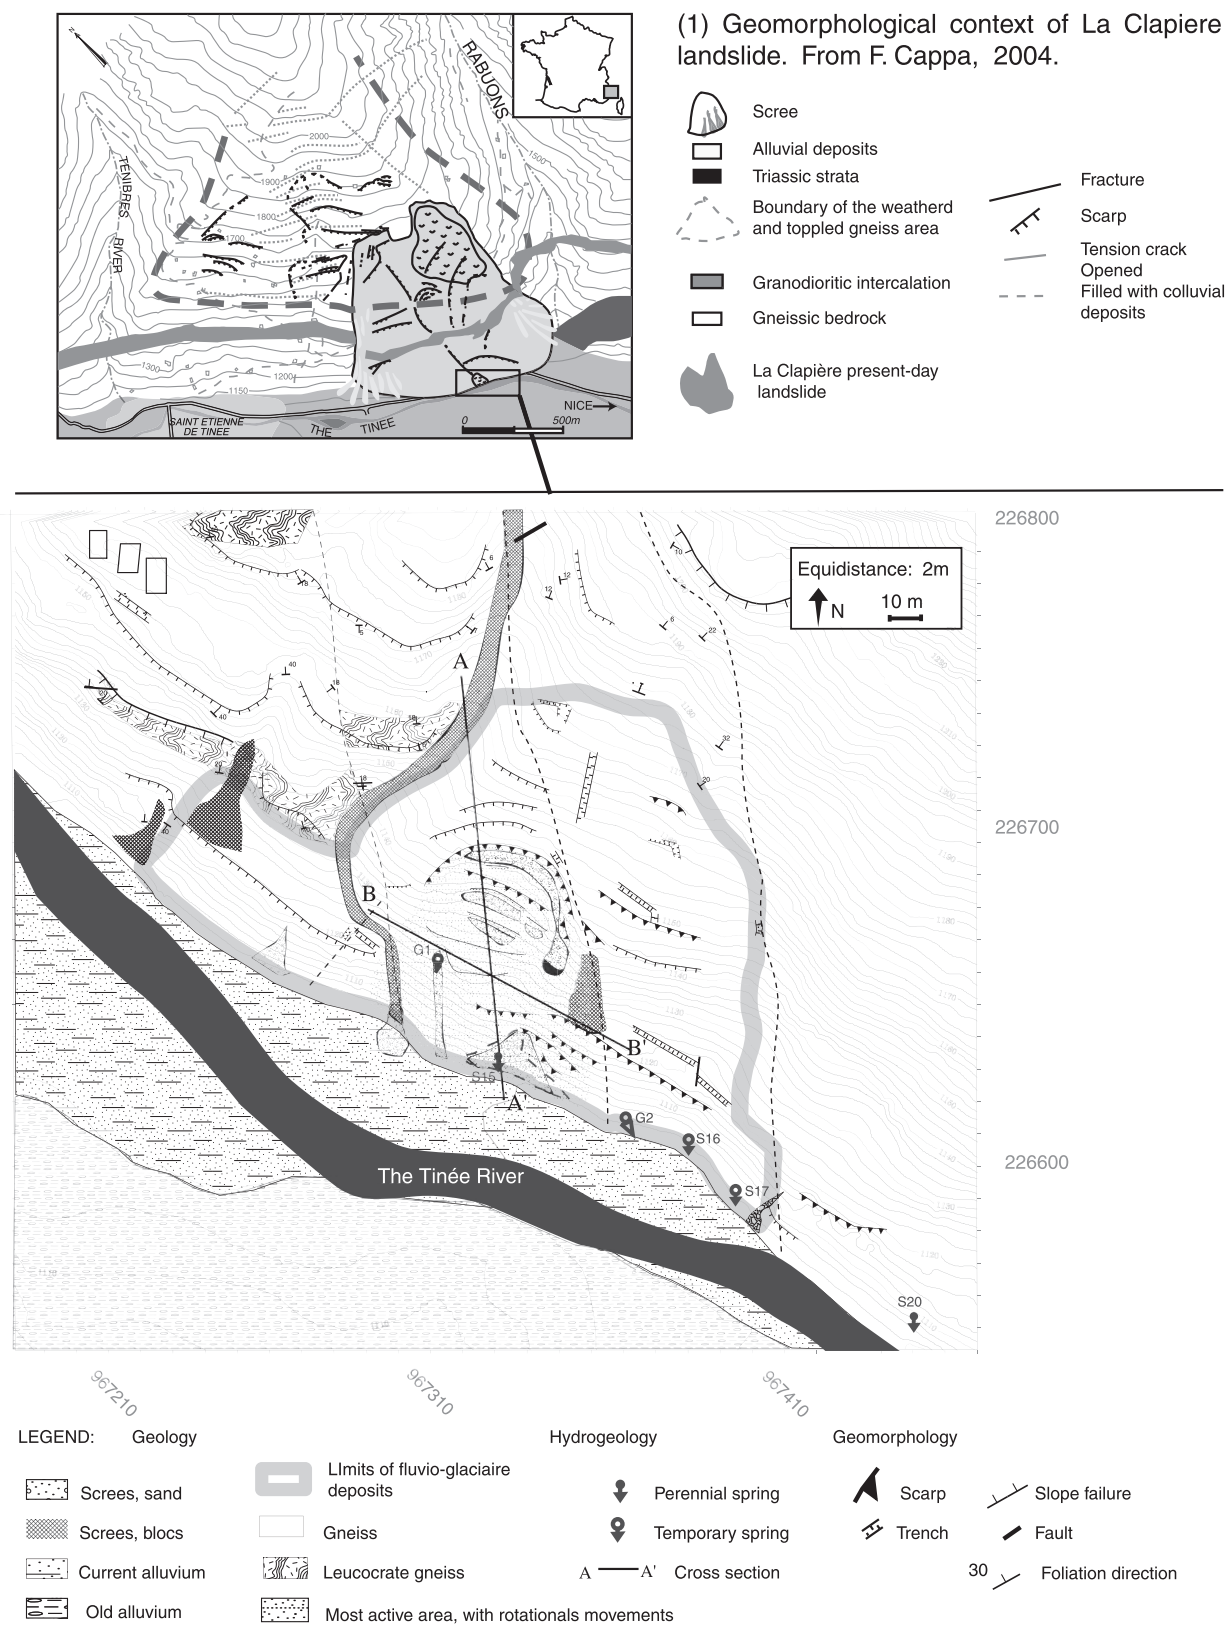 (1) Geomorphological context of La Clapiere
landslide. From F. Cappa, 2004.
N
RABUONS
TENIBRES
RIVER
2000
1900
1800
1700
1500
1300
1200
1150
SAINT ETIENNE
DE TINEE
THE TINEE
NICE
0 500m
Scree
Alluvial deposits
Triassic strata
Boundary of the weatherd
and toppled gneiss area
Granodioritic intercalation
Gneissic bedrock
La Clapière present-day
landslide
Fracture
Scarp
Tension crack
Opened
Filled with colluvial
deposits
226800
226700
226600
Equidistance: 2m
N 10 m
A
B
G1
B'
S15
A'
G2
S16
S17
S20
The Tinée River
967210
967310
967410
LEGEND: Geology
Screes, sand
Screes, blocs
Current alluvium
Old alluvium
LImits of fluvio-glaciaire
deposits
Gneiss
Leucocrate gneiss
Most active area, with rotationals movements
Hydrogeology
Perennial spring
Temporary spring
A A' Cross section
Geomorphology
Scarp
Trench
Slope failure
Fault
30 Foliation direction